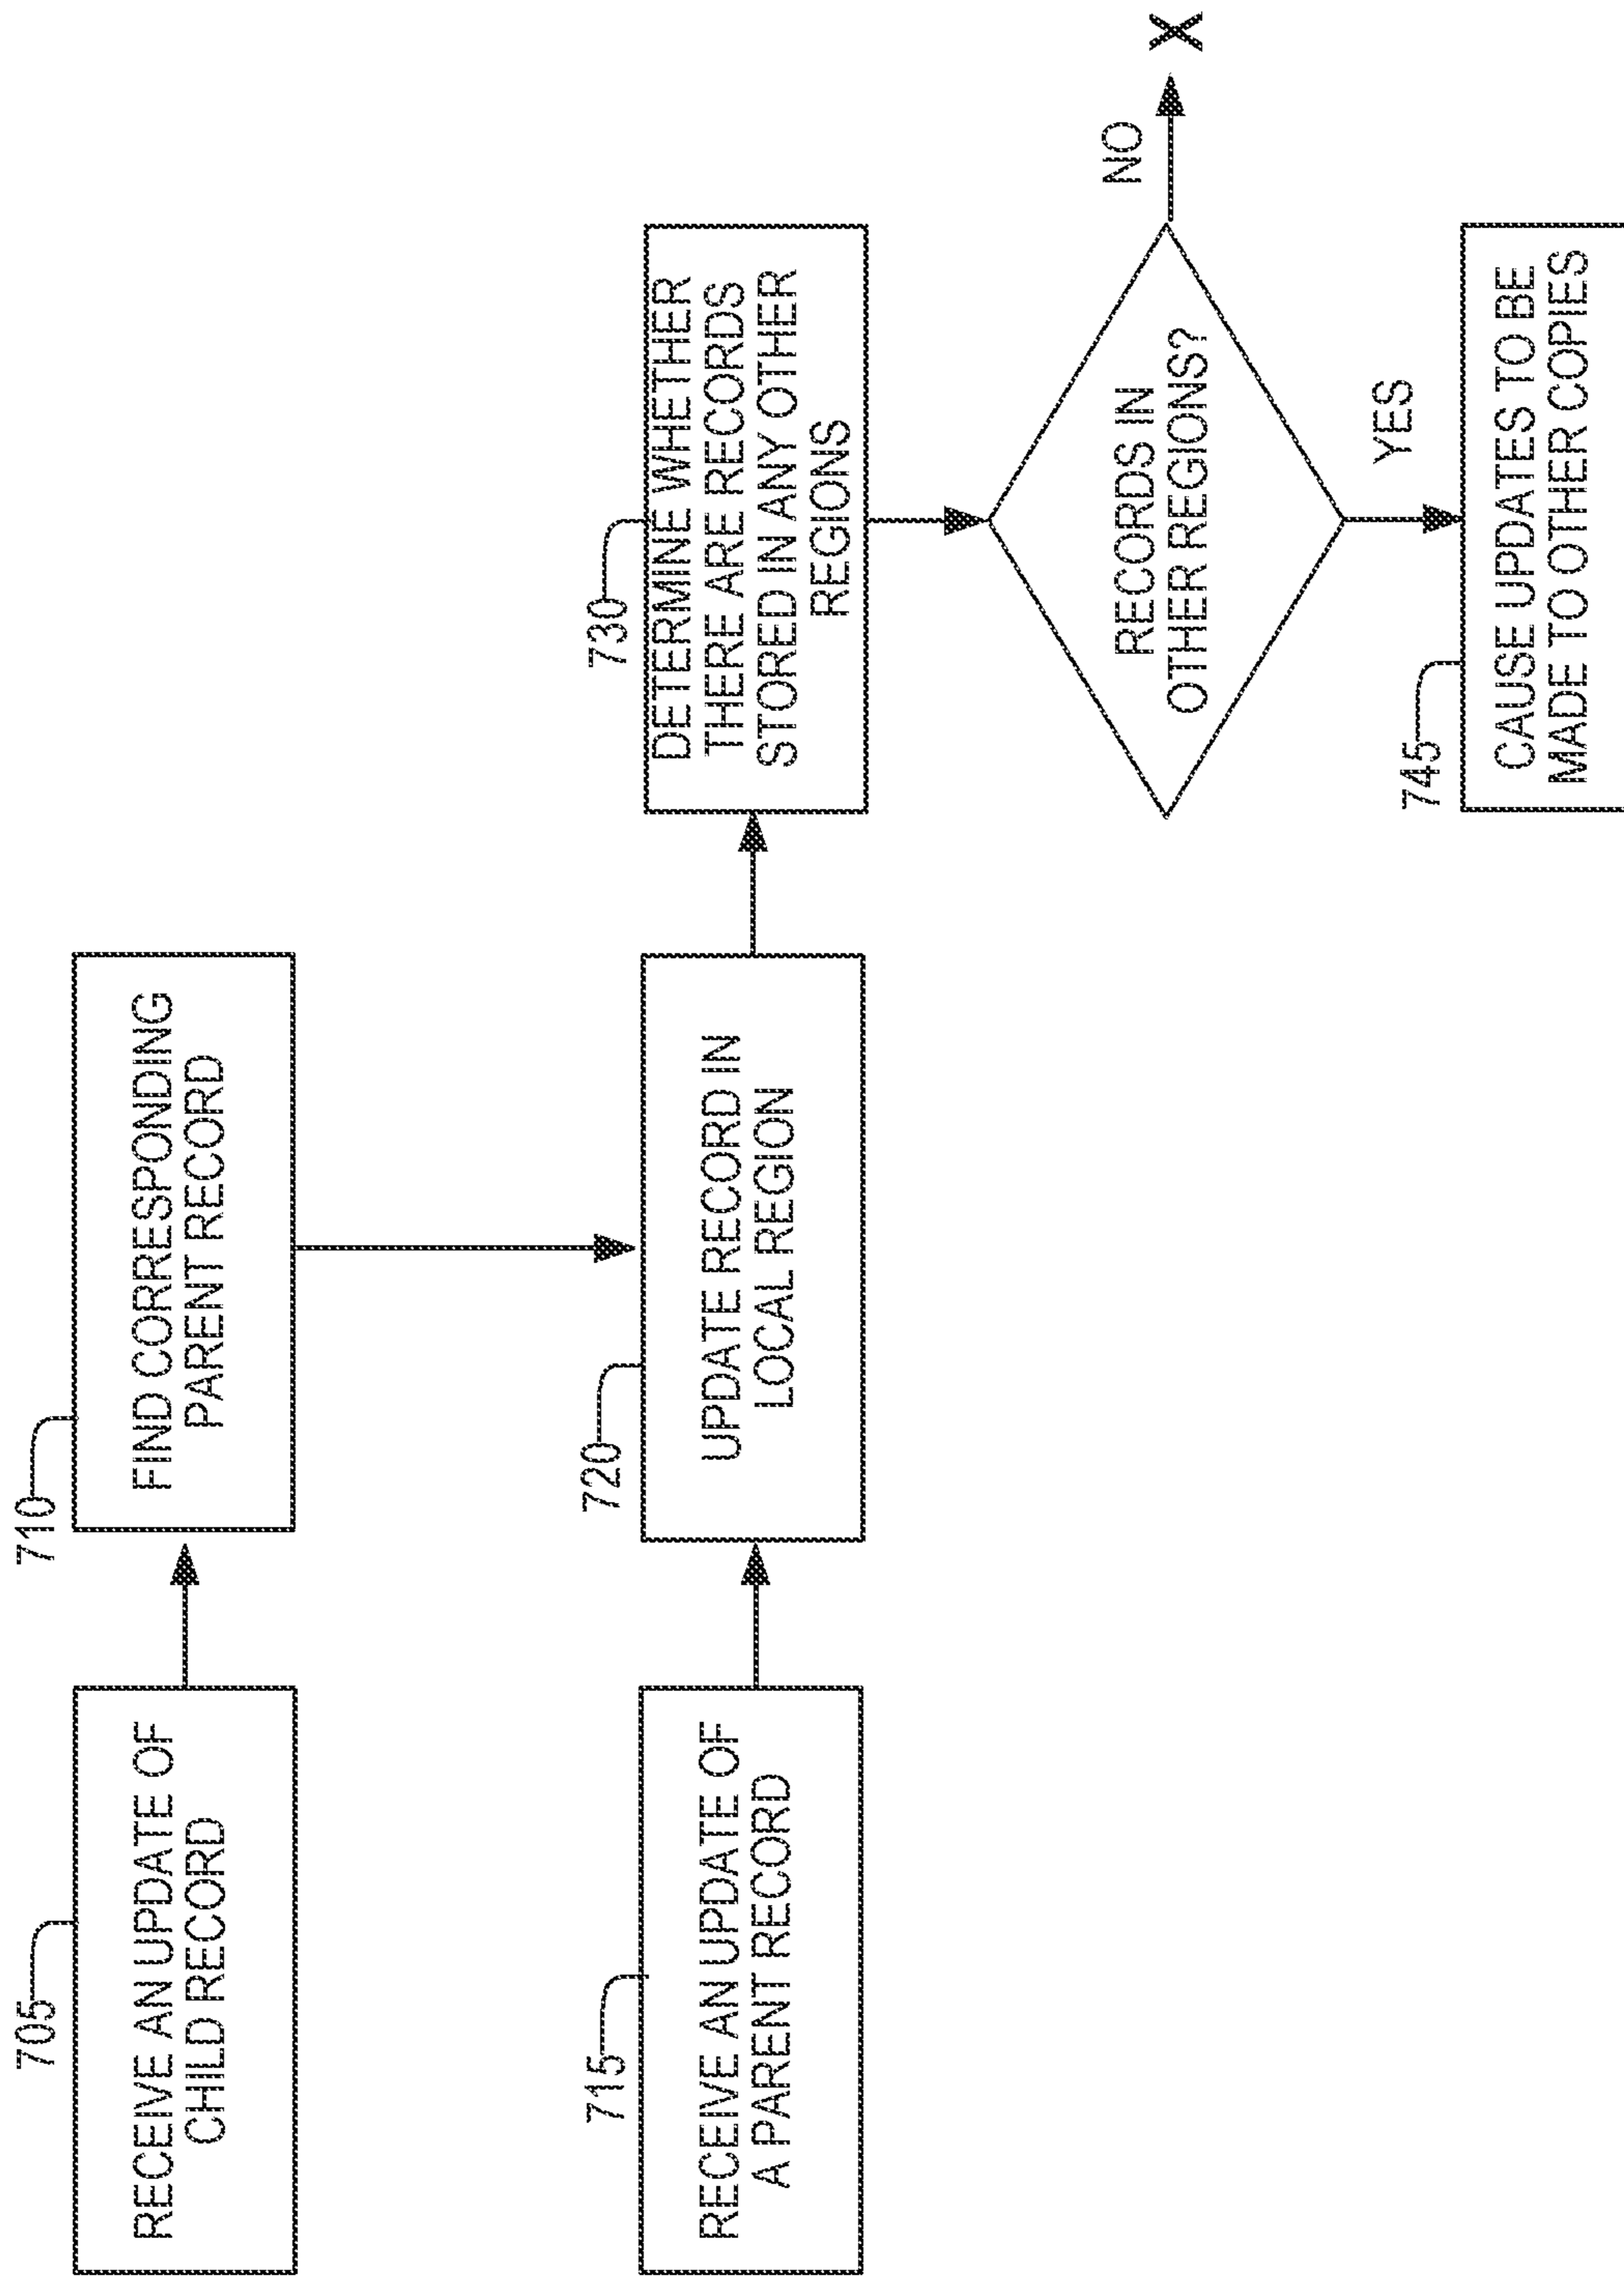 705
RECEIVE AN UPDATE OF
CHILD RECORD
710
FIND CORRESPONDING
PARENT RECORD
715
RECEIVE AN UPDATE OF
A PARENT RECORD
720
UPDATE RECORD IN
LOCAL REGION
730
DETERMINE WHETHER
THERE ARE RECORDS
STORED IN ANY OTHER
REGIONS
RECORDS IN
OTHER REGIONS?
NO
X
YES
745
CAUSE UPDATES TO BE
MADE TO OTHER COPIES